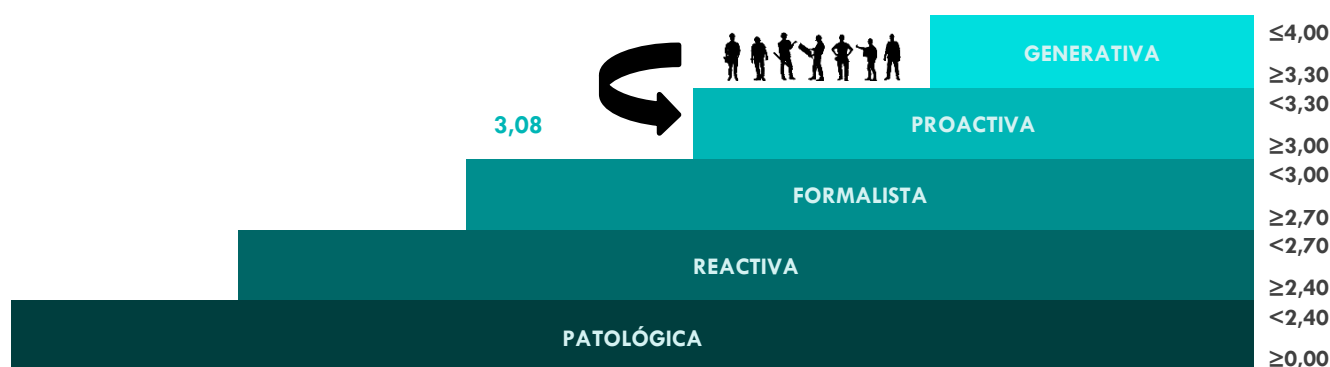 ≤4,00
GENERATIVA
≥3,30
<3,30
3,08
PROACTIVA
≥3,00
<3,00
FORMALISTA
≥2,70
<2,70
REACTIVA
≥2,40
<2,40
PATOLÓGICA
≥0,00